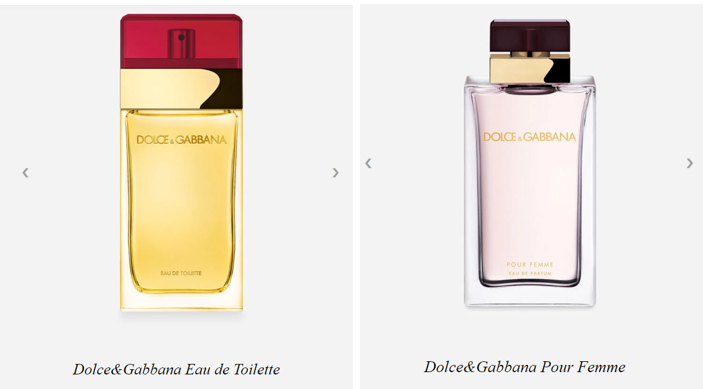 DOLCE & GABBANA
EAU DE TOILETTE
Dolce&Gabbana Eau de Toilette
DOLCE & GABBANA
POUR FEMME
EAU DE PARFUM
Dolce&Gabbana Pour Femme